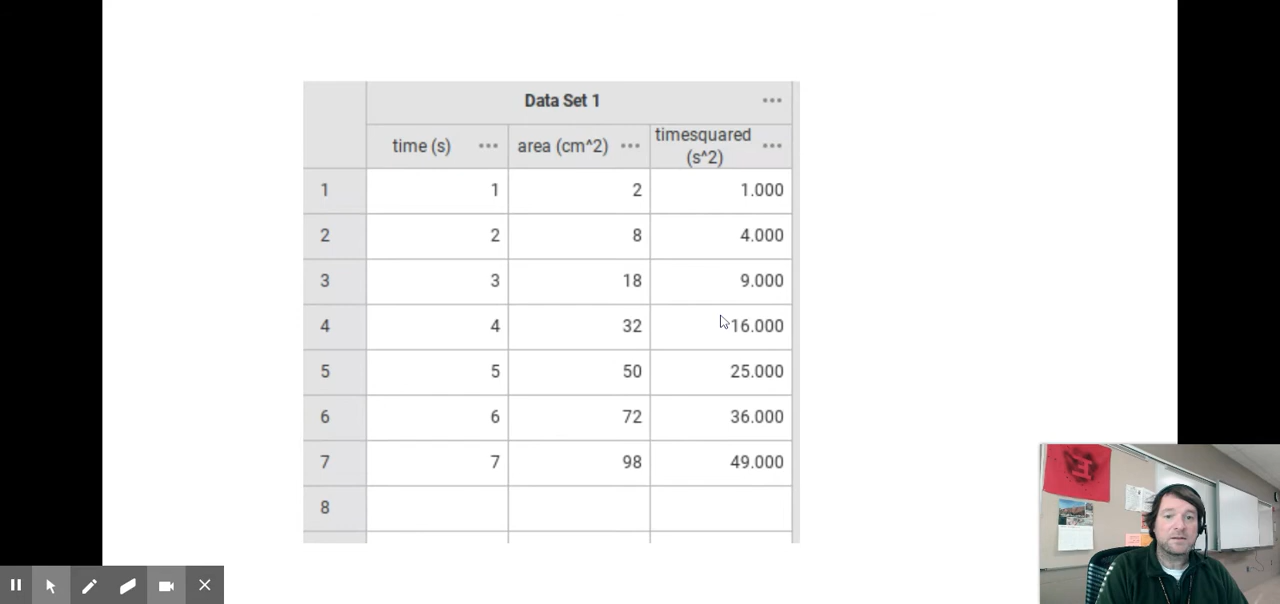 Data Set 1 ...
time (s) ... area (cm^2) ... timesquared (s^2) ...
1 1 2 1.000
2 2 8 4.000
3 3 18 9.000
4 4 32 16.000
5 5 50 25.000
6 6 72 36.000
7 7 98 49.000
8